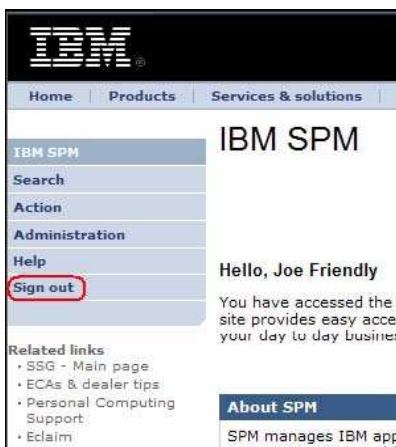 IBM®
Home | Products | Services & solutions |
IBM SPM
IBM SPM
Search
Action
Administration
Help
Sign out
Hello, Joe Friendly
You have accessed the
site provides easy acce
your day to day busine
Related links
· SSG - Main page
· ECAs & dealer tips
· Personal Computing
Support
· Eclaim
About SPM
SPM manages IBM app